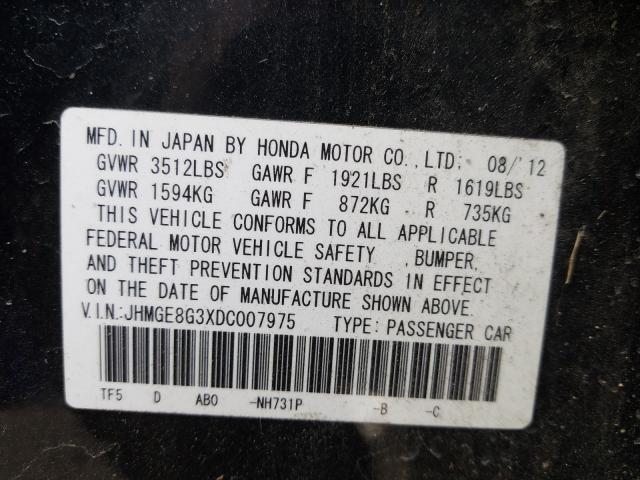 MFD. IN JAPAN BY HONDA MOTOR CO., LTD; 08/'12
GVWR 3512LBS GAWR F 1921LBS R 1619LBS
GVWR 1594KG GAWR F 872KG R 735KG
THIS VEHICLE CONFORMS TO ALL APPLICABLE
FEDERAL MOTOR VEHICLE SAFETY ,BUMPER,
AND THEFT PREVENTION STANDARDS IN EFFECT
ON THE DATE OF MANUFACTURE SHOWN ABOVE.
V.I.N.:JHMGE8G3XDC007975 TYPE: PASSENGER CAR
TF5 D AB0 -NH731P -B -C